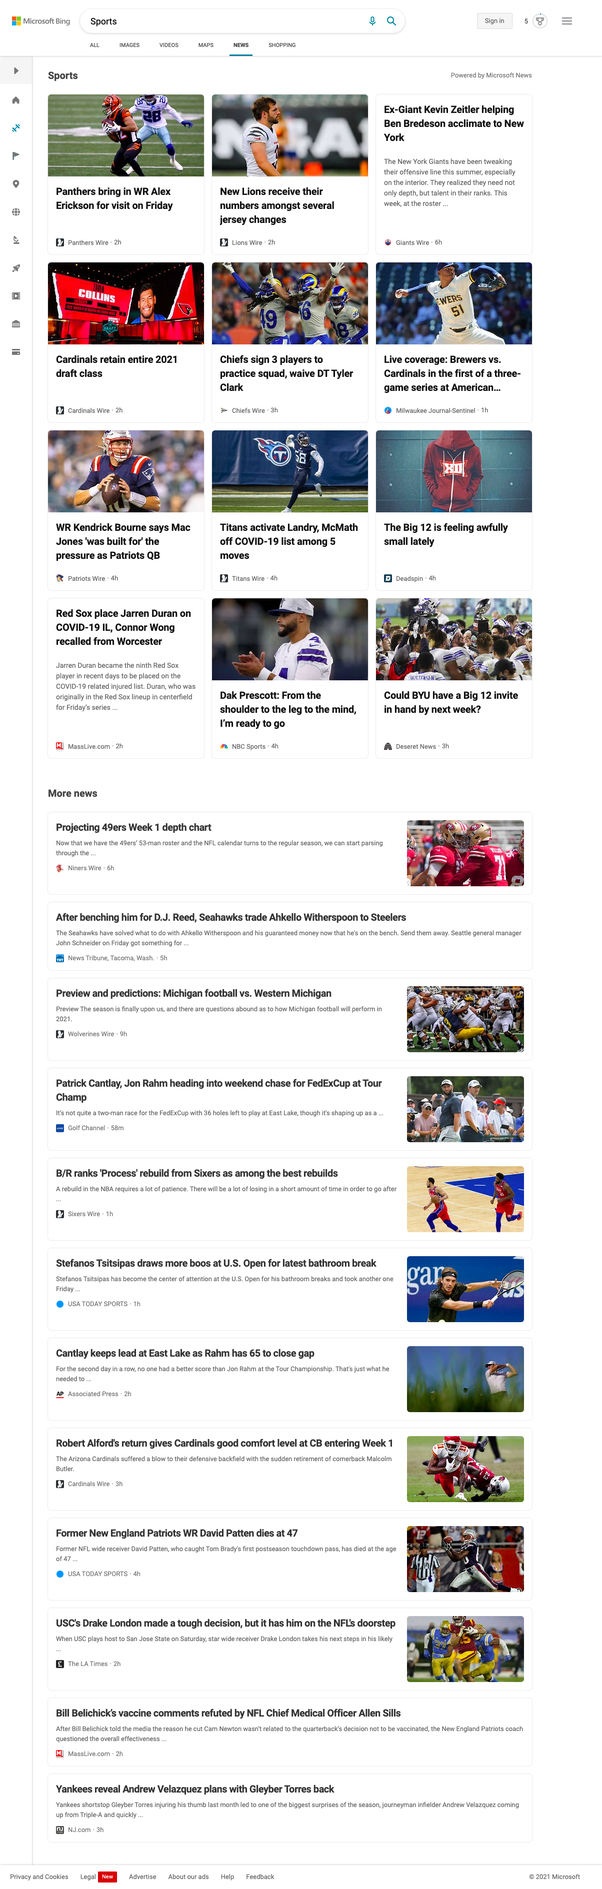 Microsoft Bing
Sports
Sign in
5
ALL
IMAGES
VIDEOS
MAPS
NEWS
SHOPPING
Sports
Powered by Microsoft News
Panthers bring in WR Alex
Erickson for visit on Friday
Panthers Wire · 2h
New Lions receive their
numbers amongst several
jersey changes
Lions Wire · 2h
Ex-Giant Kevin Zeitler helping
Ben Bredeson acclimate to New
York
The New York Giants have been tweaking
their offensive line this summer, especially
on the interior. They realized they need not
only depth, but talent in their ranks. This
week, at the roster ...
Giants Wire · 6h
COLLINS
Cardinals retain entire 2021
draft class
Cardinals Wire · 2h
Chiefs sign 3 players to
practice squad, waive DT Tyler
Clark
Chiefs Wire · 3h
EWERS
51
Live coverage: Brewers vs.
Cardinals in the first of a three-
game series at American...
Milwaukee Journal-Sentinel · 1h
WR Kendrick Bourne says Mac
Jones 'was built for' the
pressure as Patriots QB
Patriots Wire · 4h
Titans activate Landry, McMath
off COVID-19 list among 5
moves
Titans Wire · 4h
XII
The Big 12 is feeling awfully
small lately
Deadspin · 4h
Red Sox place Jarren Duran on
COVID-19 IL, Connor Wong
recalled from Worcester
Jarren Duran became the ninth Red Sox
player in recent days to be placed on the
COVID-19 related injured list. Duran, who was
originally in the Red Sox lineup in centerfield
for Friday's series ...
MassLive.com · 2h
Dak Prescott: From the
shoulder to the leg to the mind,
I'm ready to go
NBC Sports · 4h
Could BYU have a Big 12 invite
in hand by next week?
Deseret News · 3h
More news
Projecting 49ers Week 1 depth chart
Now that we have the 49ers' 53-man roster and the NFL calendar turns to the regular season, we can start parsing
through the ...
Niners Wire · 6h
After benching him for D.J. Reed, Seahawks trade Ahkello Witherspoon to Steelers
The Seahawks have solved what to do with Ahkello Witherspoon and his guaranteed money now that he's on the bench. Send them away. Seattle general manager
John Schneider on Friday got something for ...
News Tribune, Tacoma, Wash. · 5h
Preview and predictions: Michigan football vs. Western Michigan
Preview The season is finally upon us, and there are questions abound as to how Michigan football will perform in
2021.
Wolverines Wire · 9h
Patrick Cantlay, Jon Rahm heading into weekend chase for FedExCup at Tour
Champ
It's not quite a two-man race for the FedExCup with 36 holes left to play at East Lake, though it's shaping up as a ...
Golf Channel · 58m
B/R ranks 'Process' rebuild from Sixers as among the best rebuilds
A rebuild in the NBA requires a lot of patience. There will be a lot of losing in a short amount of time in order to go after
...
Sixers Wire · 1h
Stefanos Tsitsipas draws more boos at U.S. Open for latest bathroom break
Stefanos Tsitsipas has become the center of attention at the U.S. Open for his bathroom breaks and took another one
Friday ...
USA TODAY SPORTS · 1h
Cantlay keeps lead at East Lake as Rahm has 65 to close gap
For the second day in a row, no one had a better score than Jon Rahm at the Tour Championship. That's just what he
needed to ...
AP Associated Press · 2h
Robert Alford's return gives Cardinals good comfort level at CB entering Week 1
The Arizona Cardinals suffered a blow to their defensive backfield with the sudden retirement of cornerback Malcolm
Butler.
Cardinals Wire · 3h
Former New England Patriots WR David Patten dies at 47
Former NFL wide receiver David Patten, who caught Tom Brady's first postseason touchdown pass, has died at the age
of 47 ...
USA TODAY SPORTS · 4h
USC's Drake London made a tough decision, but it has him on the NFL's doorstep
When USC plays host to San Jose State on Saturday, star wide receiver Drake London takes his next steps in his likely
...
The LA Times · 2h
Bill Belichick's vaccine comments refuted by NFL Chief Medical Officer Allen Sills
After Bill Belichick told the media the reason he cut Cam Newton wasn't related to the quarterback's decision not to be vaccinated, the New England Patriots coach
questioned the overall effectiveness ...
MassLive.com · 2h
Yankees reveal Andrew Velazquez plans with Gleyber Torres back
Yankees shortstop Gleyber Torres injuring his thumb last month led to one of the biggest surprises of the season, journeyman infielder Andrew Velazquez coming
up from Triple-A and quickly ...
NJ.com · 3h
Privacy and Cookies
Legal New
Advertise
About our ads
Help
Feedback
© 2021 Microsoft